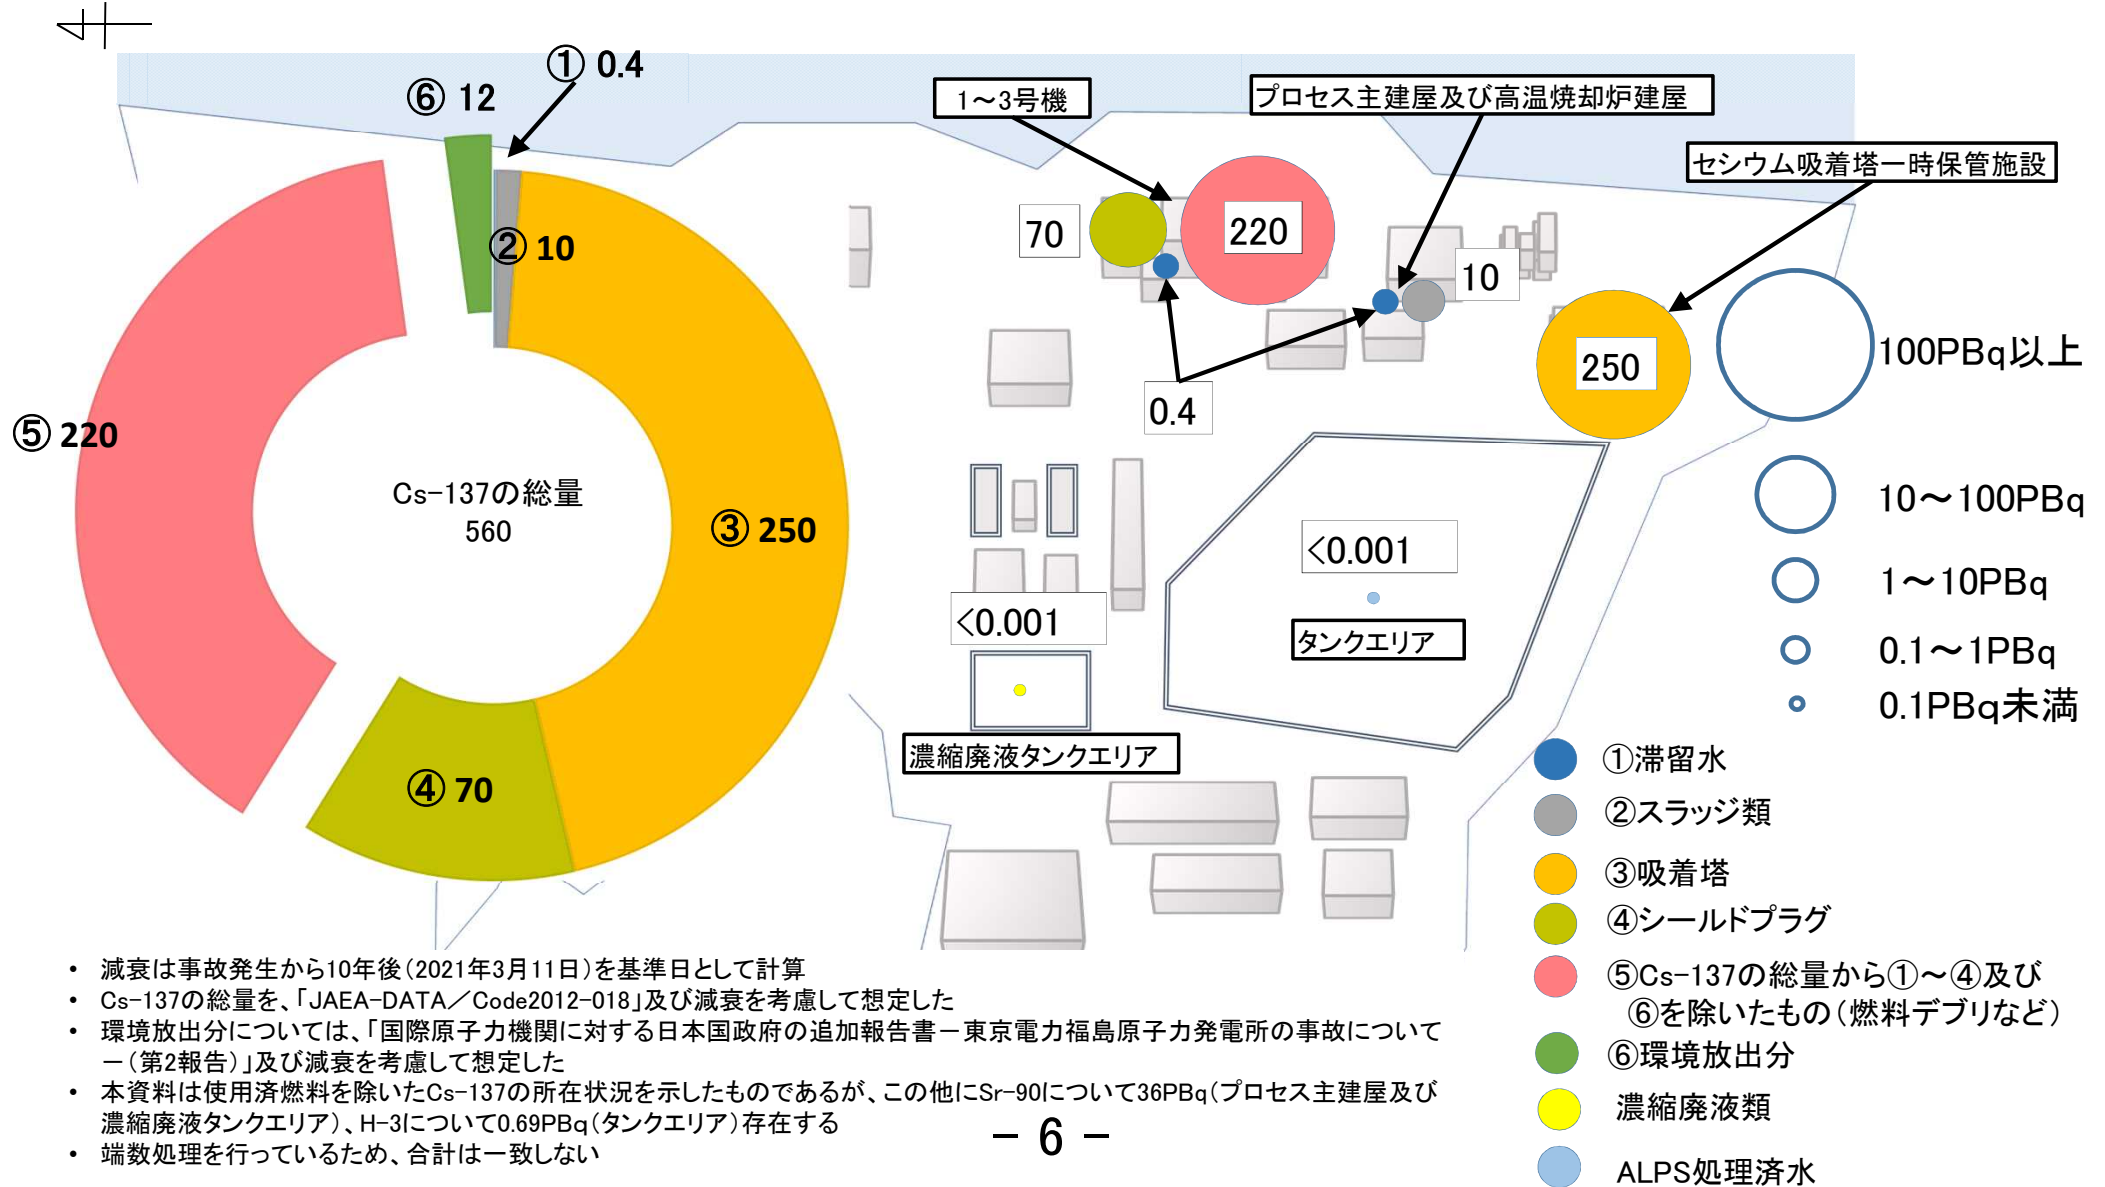 ① 0.4
⑥ 12
② 10
⑤ 220
Cs-137の総量
560
③ 250
④ 70
1～3号機
プロセス主建屋及び高温焼却炉建屋
セシウム吸着塔一時保管施設
70
220
10
250
0.4
<0.001
タンクエリア
<0.001
濃縮廃液タンクエリア
100PBq以上
10～100PBq
1～10PBq
0.1～1PBq
0.1PBq未満
①滞留水
②スラッジ類
③吸着塔
④シールドプラグ
⑤Cs-137の総量から①～④及び
⑥を除いたもの（燃料デブリなど）
⑥環境放出分
濃縮廃液類
ALPS処理済水
• 減衰は事故発生から10年後（2021年3月11日）を基準日として計算
• Cs-137の総量を、「JAEA-DATA／Code2012-018」及び減衰を考慮して想定した
• 環境放出分については、「国際原子力機関に対する日本国政府の追加報告書－東京電力福島原子力発電所の事故について
－（第2報告）」及び減衰を考慮して想定した
• 本資料は使用済燃料を除いたCs-137の所在状況を示したものであるが、この他にSr-90について36PBq（プロセス主建屋及び
濃縮廃液タンクエリア）、H-3について0.69PBq（タンクエリア）存在する
• 端数処理を行っているため、合計は一致しない
－ 6 －